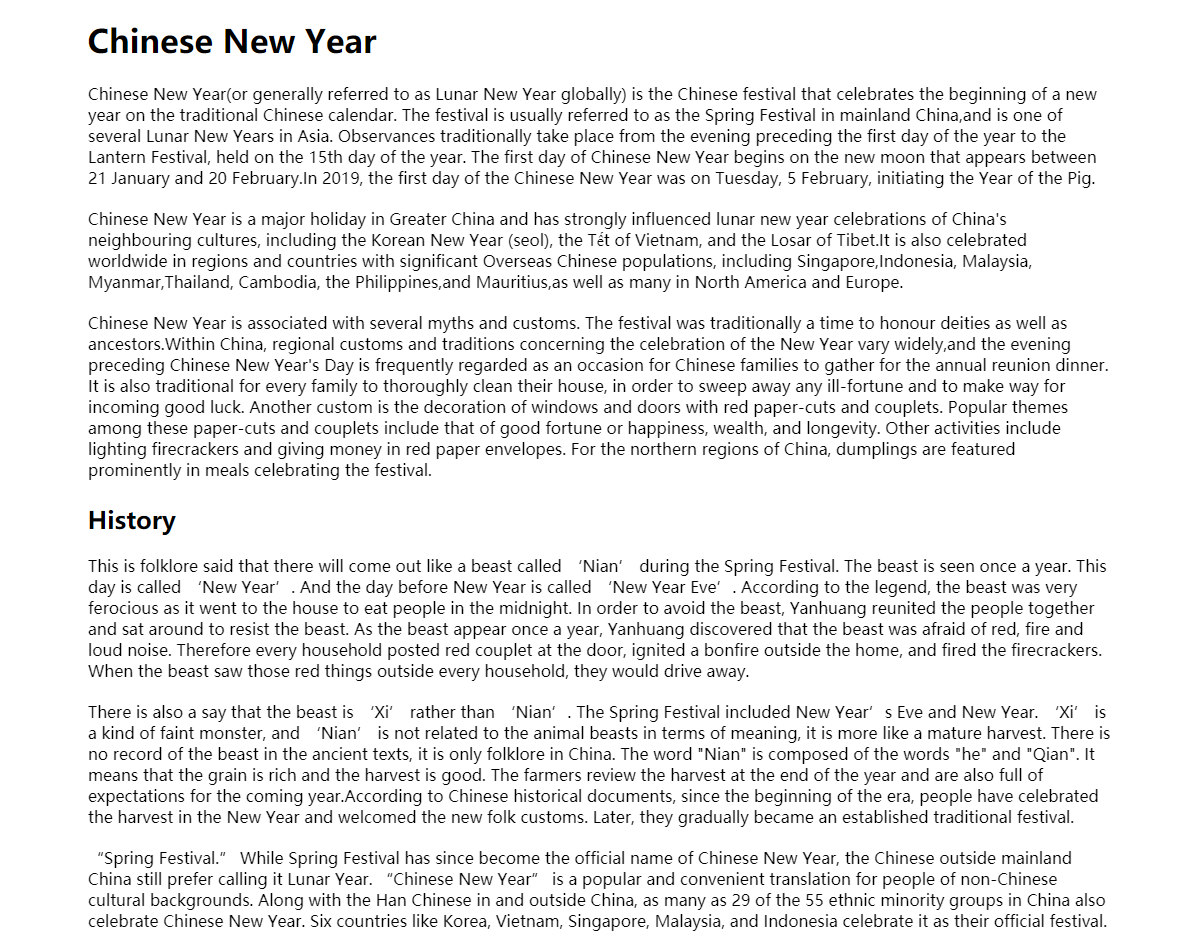 Chinese New Year
Chinese New Year(or generally referred to as Lunar New Year globally) is the Chinese festival that celebrates the beginning of a new
year on the traditional Chinese calendar. The festival is usually referred to as the Spring Festival in mainland China,and is one of
several Lunar New Years in Asia. Observances traditionally take place from the evening preceding the first day of the year to the
Lantern Festival, held on the 15th day of the year. The first day of Chinese New Year begins on the new moon that appears between
21 January and 20 February.In 2019, the first day of the Chinese New Year was on Tuesday, 5 February, initiating the Year of the Pig.
Chinese New Year is a major holiday in Greater China and has strongly influenced lunar new year celebrations of China's
neighbouring cultures, including the Korean New Year (seol), the Tết of Vietnam, and the Losar of Tibet.It is also celebrated
worldwide in regions and countries with significant Overseas Chinese populations, including Singapore,Indonesia, Malaysia,
Myanmar,Thailand, Cambodia, the Philippines,and Mauritius,as well as many in North America and Europe.
Chinese New Year is associated with several myths and customs. The festival was traditionally a time to honour deities as well as
ancestors.Within China, regional customs and traditions concerning the celebration of the New Year vary widely,and the evening
preceding Chinese New Year's Day is frequently regarded as an occasion for Chinese families to gather for the annual reunion dinner.
It is also traditional for every family to thoroughly clean their house, in order to sweep away any ill-fortune and to make way for
incoming good luck. Another custom is the decoration of windows and doors with red paper-cuts and couplets. Popular themes
among these paper-cuts and couplets include that of good fortune or happiness, wealth, and longevity. Other activities include
lighting firecrackers and giving money in red paper envelopes. For the northern regions of China, dumplings are featured
prominently in meals celebrating the festival.
History
This is folklore said that there will come out like a beast called ‘Nian’ during the Spring Festival. The beast is seen once a year. This
day is called ‘New Year’. And the day before New Year is called ‘New Year Eve’. According to the legend, the beast was very
ferocious as it went to the house to eat people in the midnight. In order to avoid the beast, Yanhuang reunited the people together
and sat around to resist the beast. As the beast appear once a year, Yanhuang discovered that the beast was afraid of red, fire and
loud noise. Therefore every household posted red couplet at the door, ignited a bonfire outside the home, and fired the firecrackers.
When the beast saw those red things outside every household, they would drive away.
There is also a say that the beast is ‘Xi’ rather than ‘Nian’. The Spring Festival included New Year’s Eve and New Year. ‘Xi’ is
a kind of faint monster, and ‘Nian’ is not related to the animal beasts in terms of meaning, it is more like a mature harvest. There is
no record of the beast in the ancient texts, it is only folklore in China. The word "Nian" is composed of the words "he" and "Qian". It
means that the grain is rich and the harvest is good. The farmers review the harvest at the end of the year and are also full of
expectations for the coming year.According to Chinese historical documents, since the beginning of the era, people have celebrated
the harvest in the New Year and welcomed the new folk customs. Later, they gradually became an established traditional festival.
“Spring Festival.” While Spring Festival has since become the official name of Chinese New Year, the Chinese outside mainland
China still prefer calling it Lunar Year. “Chinese New Year” is a popular and convenient translation for people of non-Chinese
cultural backgrounds. Along with the Han Chinese in and outside China, as many as 29 of the 55 ethnic minority groups in China also
celebrate Chinese New Year. Six countries like Korea, Vietnam, Singapore, Malaysia, and Indonesia celebrate it as their official festival.